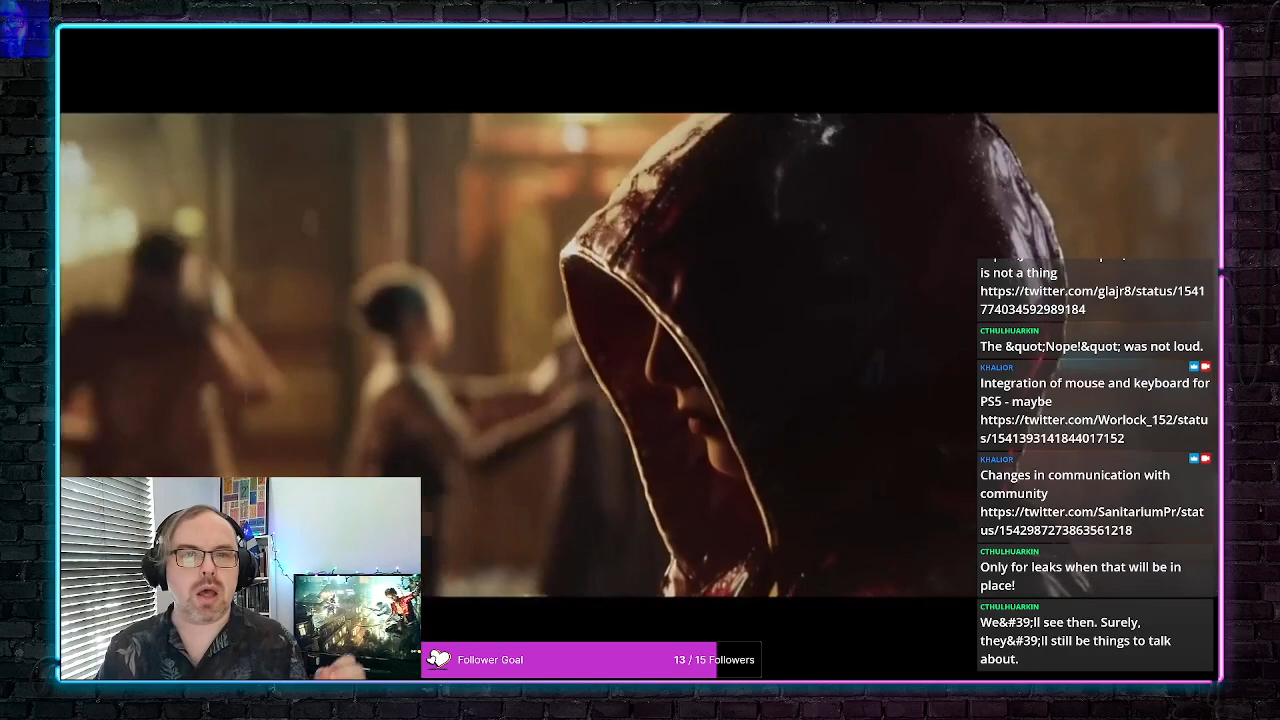 is not a thing
https://twitter.com/glajr8/status/1541
774034592989184
CTHULHUARKIN
The &quot;Nope!&quot; was not loud.
KHALIOR
Integration of mouse and keyboard for
PS5 - maybe
https://twitter.com/Worlock_152/statu
s/1541393141844017152
KHALIOR
Changes in communication with
community
https://twitter.com/SanitarlumPr/stat
us/1542987273863561218
CTHULHUARKIN
Only for leaks when that will be in
place!
CTHULHUARKIN
We&#39;ll see then. Surely,
they&#39;ll still be things to talk
about.
Follower Goal
13 / 15 Followers